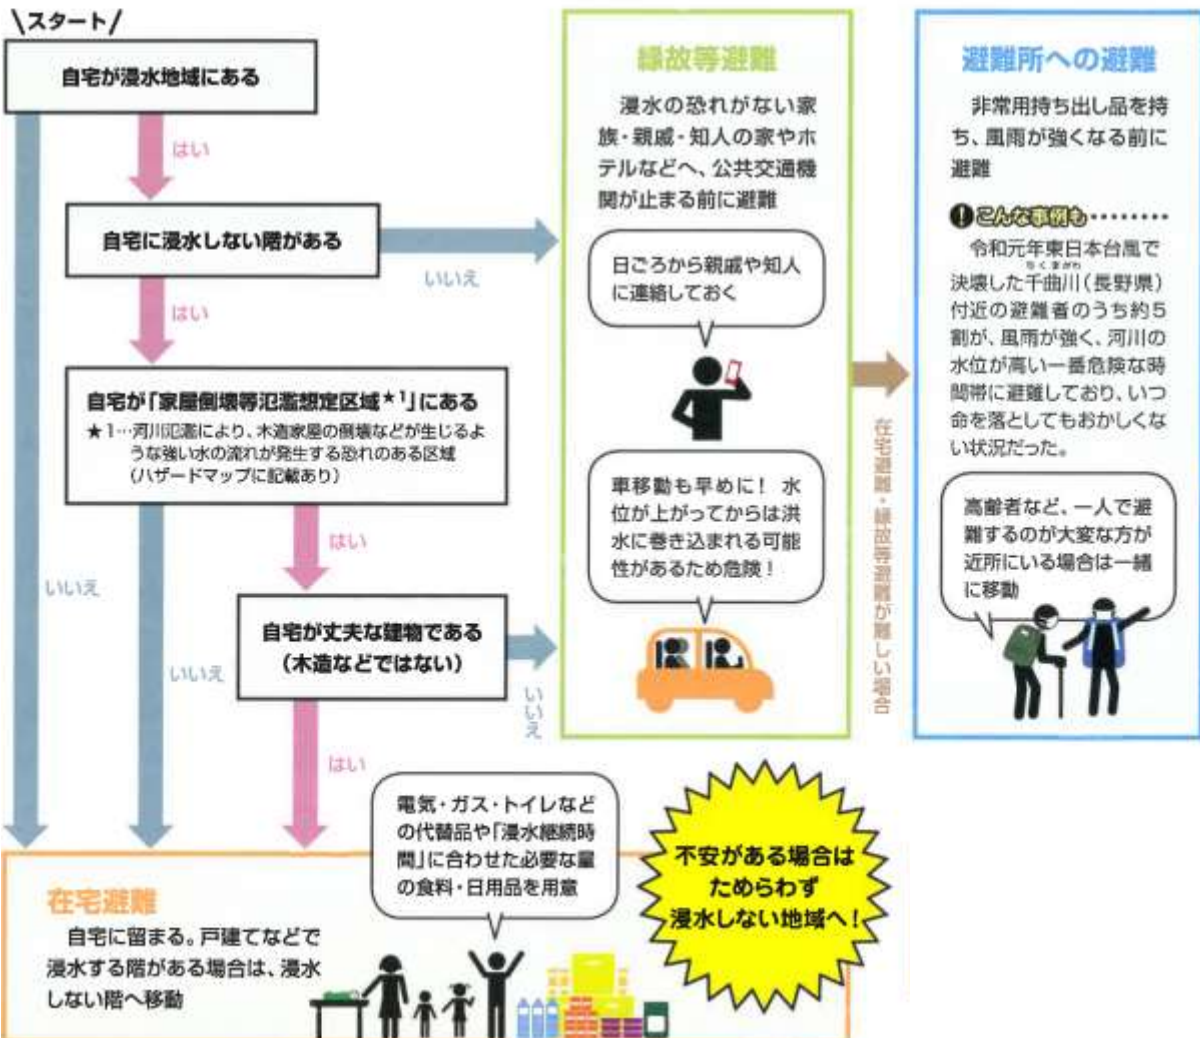 スタート
自宅が浸水地域にある
はい
自宅に浸水しない階がある
いいえ
はい
自宅が「家屋倒壊等氾濫想定区域★1」にある
★1…河川氾濫により、木造家屋の倒壊などが生じるよ
うな強い水の流れが発生する恐れのある区域
(ハザードマップに記載あり)
はい
いいえ
いいえ
自宅が丈夫な建物である
(木造などではない)
いいえ
はい
縁故等避難
浸水の恐れがない家
族・親戚・知人の家やホ
テルなどへ、公共交通機
関が止まる前に避難
日ごろから親戚や知人
に連絡しておく
車移動も早めに! 水
位が上がってからは洪
水に巻き込まれる可能
性があるため危険!
在宅避難・縁故等避難が難しい場合
避難所への避難
非常用持ち出し品を持
ち、風雨が強くなる前に
避難
!こんな事例も………
令和元年東日本台風で
ちくまがわ
決壊した千曲川(長野県)
付近の避難者のうち約5
割が、風雨が強く、河川の
水位が高い一番危険な時
間帯に避難しており、いつ
命を落としてもおかしくな
い状況だった。
高齢者など、一人で避
難するのが大変な方が
近所にいる場合は一緒
に移動
在宅避難
自宅に留まる。戸建てなどで
浸水する階がある場合は、浸水
しない階へ移動
電気・ガス・トイレなど
の代替品や「浸水継続時
間」に合わせた必要な量
の食料・日用品を用意
不安がある場合は
ためらわず
浸水しない地域へ!